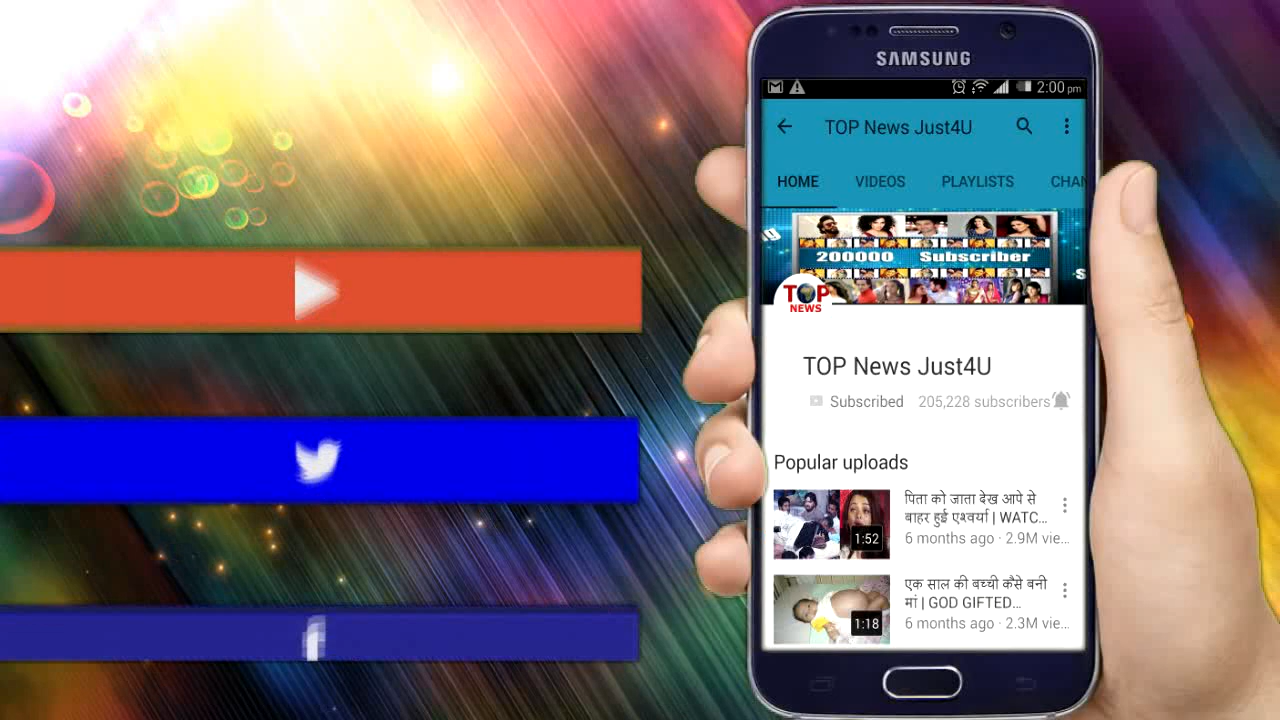 SAMSUNG
2:00 pm
TOP News Just4U
HOME VIDEOS PLAYLISTS CHAN
200000 Subscriber
TOP
NEWS
TOP News Just4U
Subscribed 205,228 subscribers
Popular uploads
पिता को जाता देख आपे से
बाहर हुई एश्वर्या | WATC...
1:52
6 months ago · 2.9M vie...
एक साल की बच्ची कैसे बनी
मां | GOD GIFTED...
1:18
6 months ago · 2.3M vie...